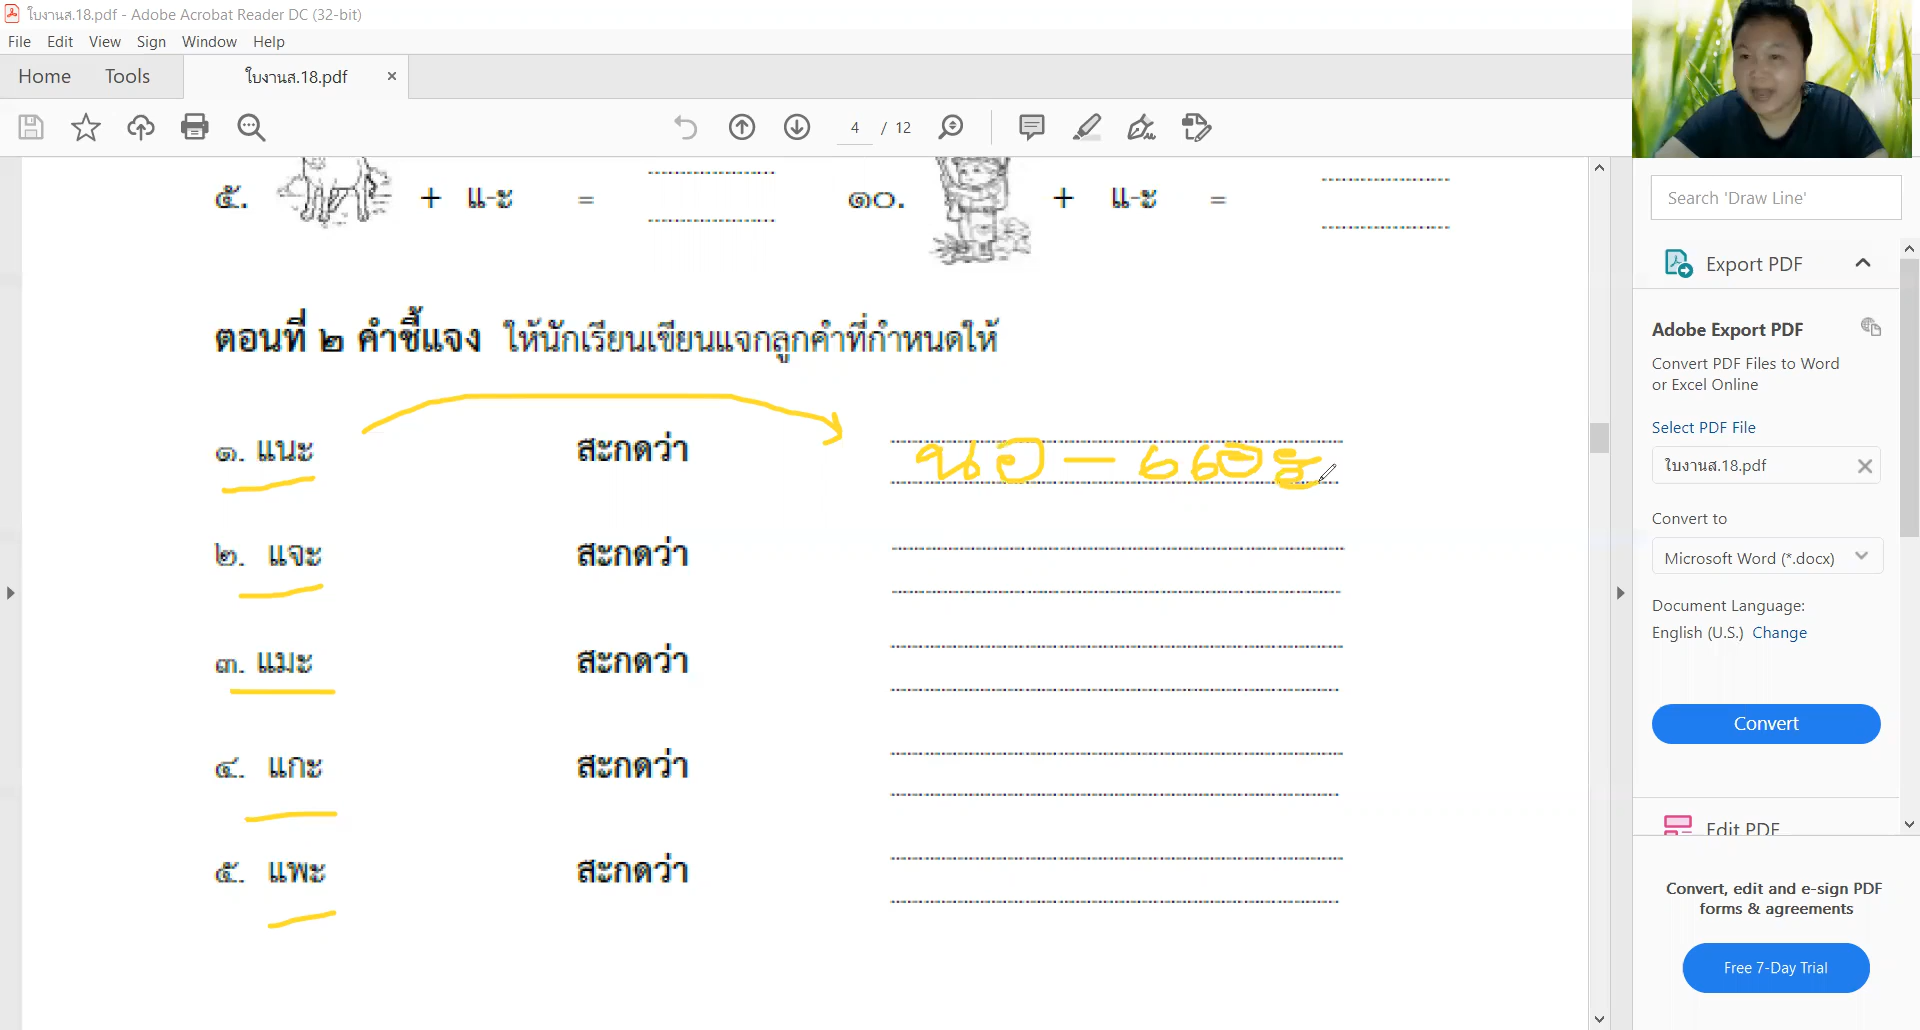 ใบงานส.18.pdf - Adobe Acrobat Reader DC (32-bit)
File Edit View Sign Window Help
Home Tools ใบงานส.18.pdf ×
4 / 12
Search 'Draw Line'
๕. + แ-ะ =
๑๐. + แ-ะ =
ตอนที่ ๒ คำชี้แจง ให้นักเรียนเขียนแจกลูกคำที่กำหนดให้
๑. แนะ สะกดว่า นอ - แอะ
๒. แจะ สะกดว่า
๓. แมะ สะกดว่า
๔. แกะ สะกดว่า
๕. แพะ สะกดว่า
Export PDF
Adobe Export PDF
Convert PDF Files to Word
or Excel Online
Select PDF File
ใบงานส.18.pdf
Convert to
Microsoft Word (*.docx)
Document Language:
English (U.S.) Change
Convert
Edit PDF
Convert, edit and e-sign PDF
forms & agreements
Free 7-Day Trial